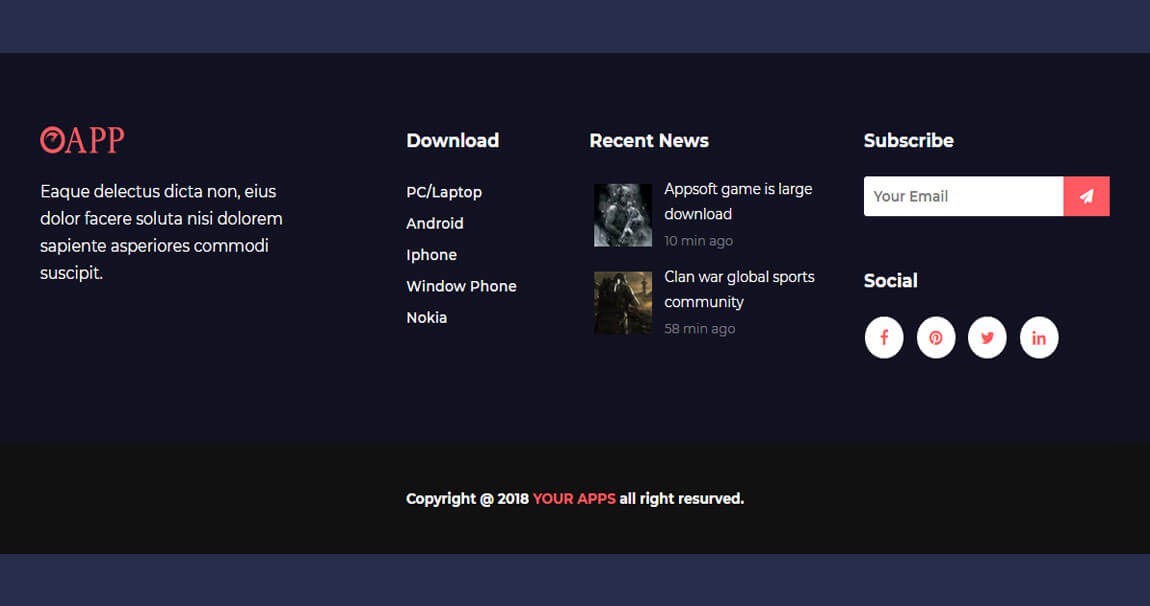 APP
Eaque delectus dicta non, eius
dolor facere soluta nisi dolorem
sapiente asperiores commodi
suscipit.
Download
PC/Laptop
Android
Iphone
Window Phone
Nokia
Recent News
Appsoft game is large
download
10 min ago
Clan war global sports
community
58 min ago
Subscribe
Your Email
Social
Copyright @ 2018 YOUR APPS all right resurved.